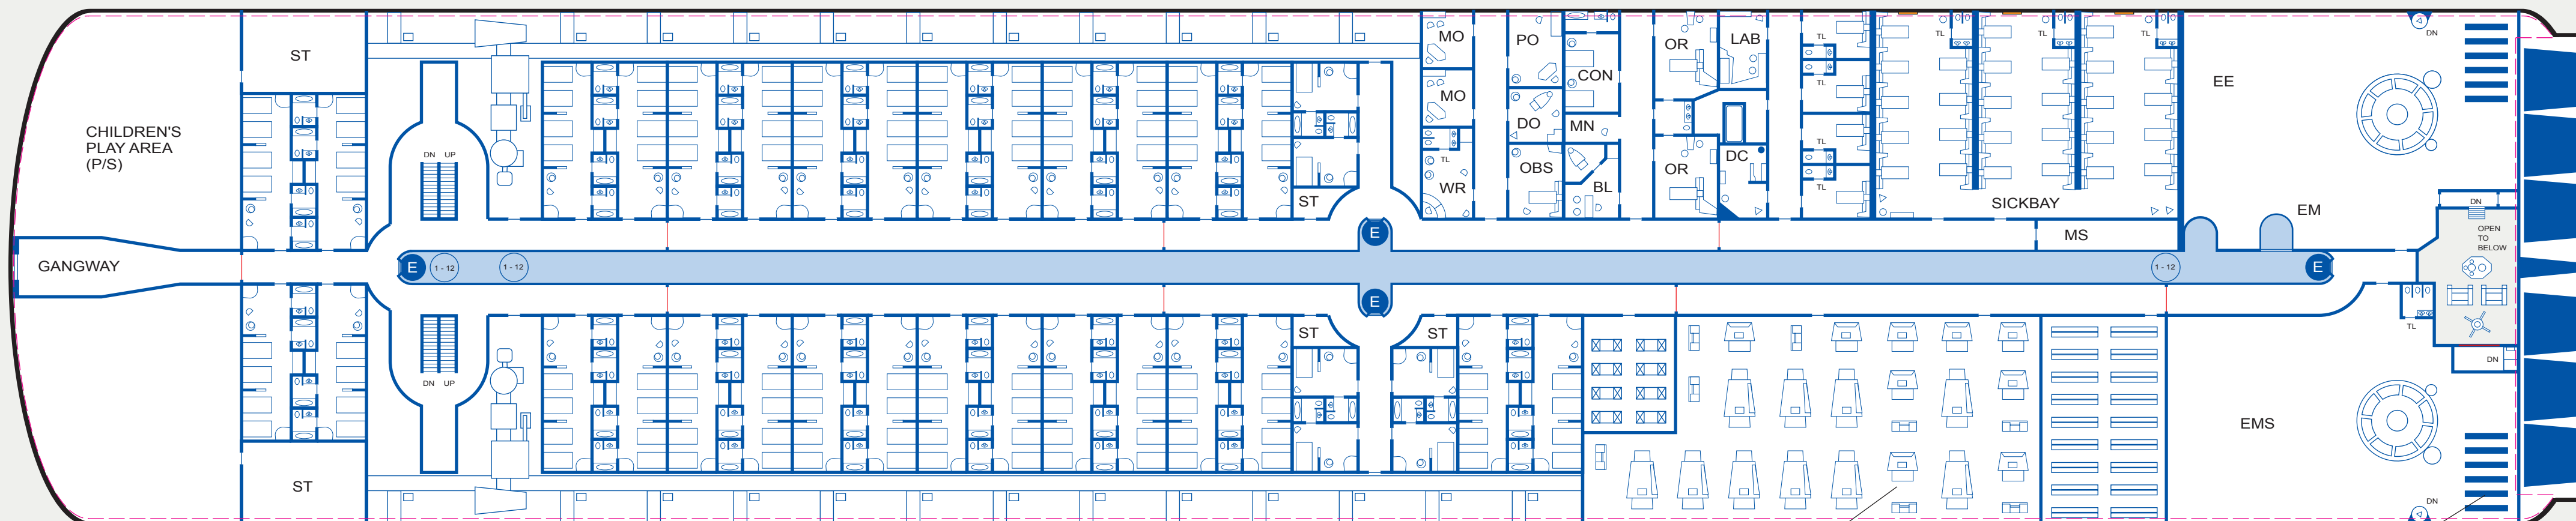 ST
MO
PO
OR
LAB
TL
TL
TL
TL
DN
CON
TL
EE
MO
CHILDREN'S
PLAY AREA
(P/S)
DO
MN
DN UP
TL
TL
DC
OBS
OR
WR
BL
TL
ST
SICKBAY
EM
DN
E
MS
OPEN
TO
BELOW
GANGWAY
E
1 - 12
1 - 12
1 - 12
E
E
ST
ST
TL
DN
DN UP
EMS
ST
DN